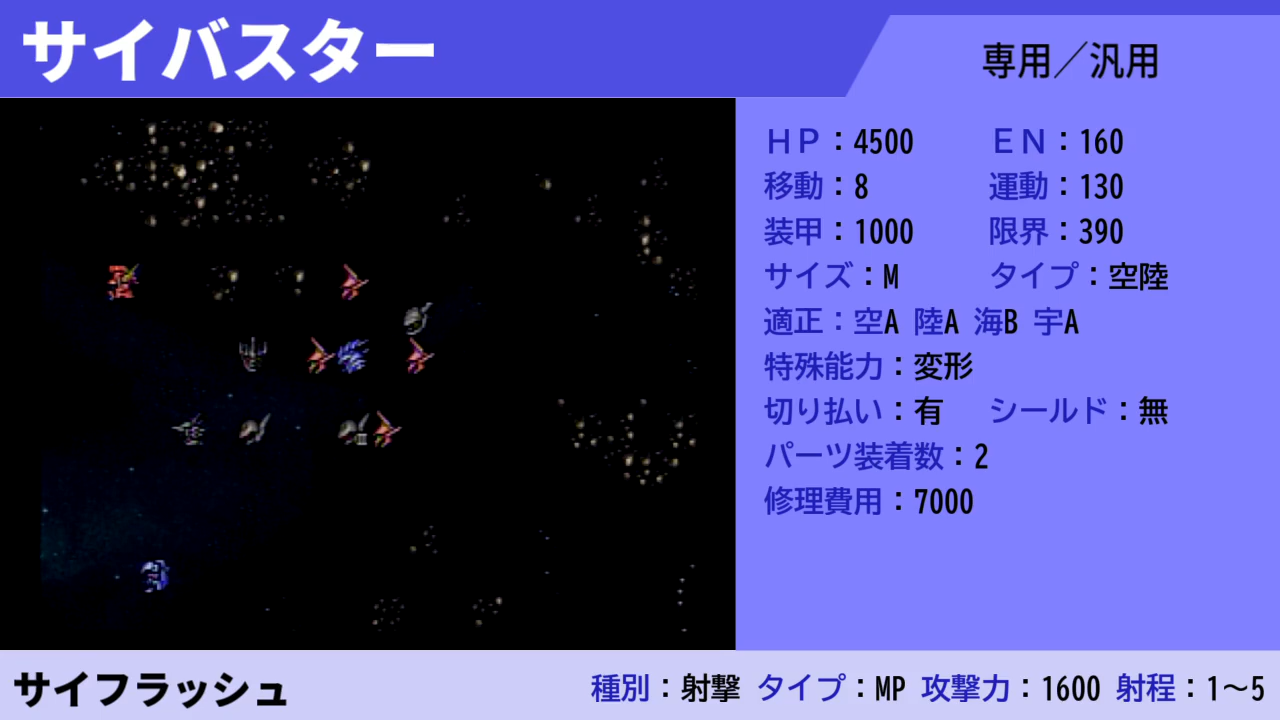 サイバスター
専用／汎用
ＨＰ：4500 ＥＮ：160
移動：8 運動：130
装甲：1000 限界：390
サイズ：M タイプ：空陸
適正：空A 陸A 海B 宇A
特殊能力：変形
切り払い：有 シールド：無
パーツ装着数：2
修理費用：7000
サイフラッシュ
種別：射撃 タイプ：MP 攻撃力：1600 射程：1～5